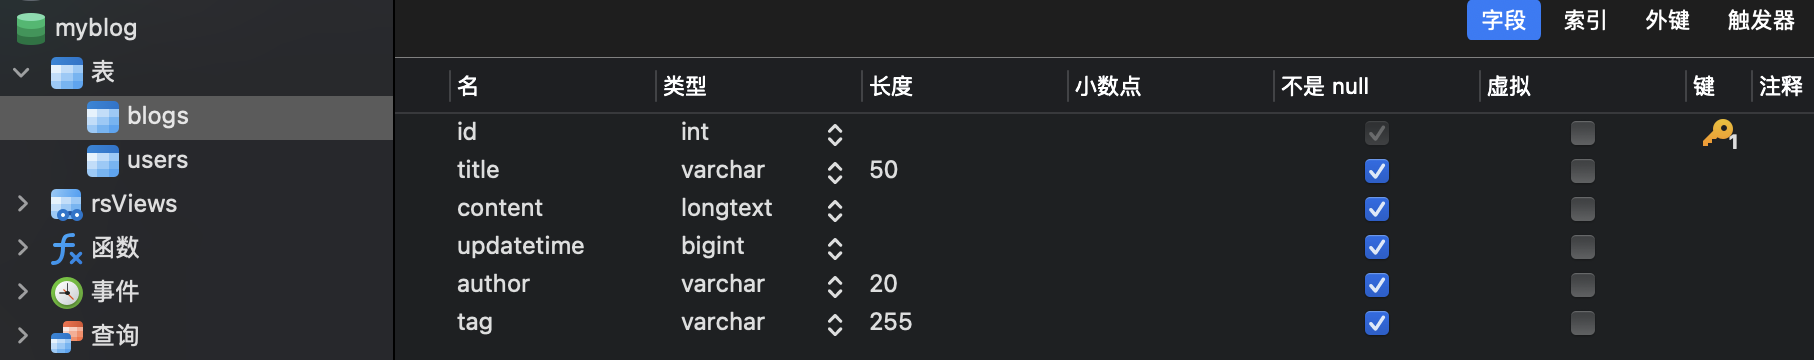 myblog
表
blogs
users
rsViews
函数
事件
查询
字段 索引 外键 触发器
名 类型 长度 小数点 不是 null 虚拟 键 注释
id int 1
title varchar 50
content longtext
updatetime bigint
author varchar 20
tag varchar 255